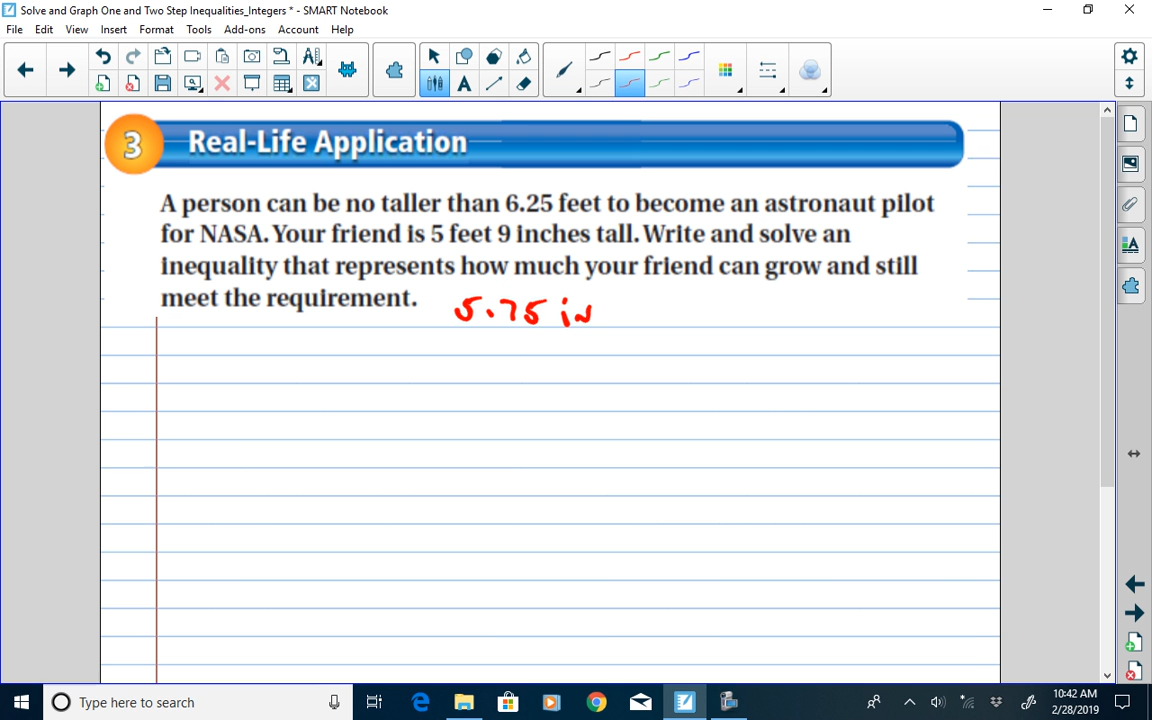 Solve and Graph One and Two Step Inequalities_Integers * - SMART Notebook
File Edit View Insert Format Tools Add-ons Account Help
3 Real-Life Application
A person can be no taller than 6.25 feet to become an astronaut pilot
for NASA. Your friend is 5 feet 9 inches tall. Write and solve an
inequality that represents how much your friend can grow and still
meet the requirement.
5.75 in
Type here to search
10:42 AM
2/28/2019